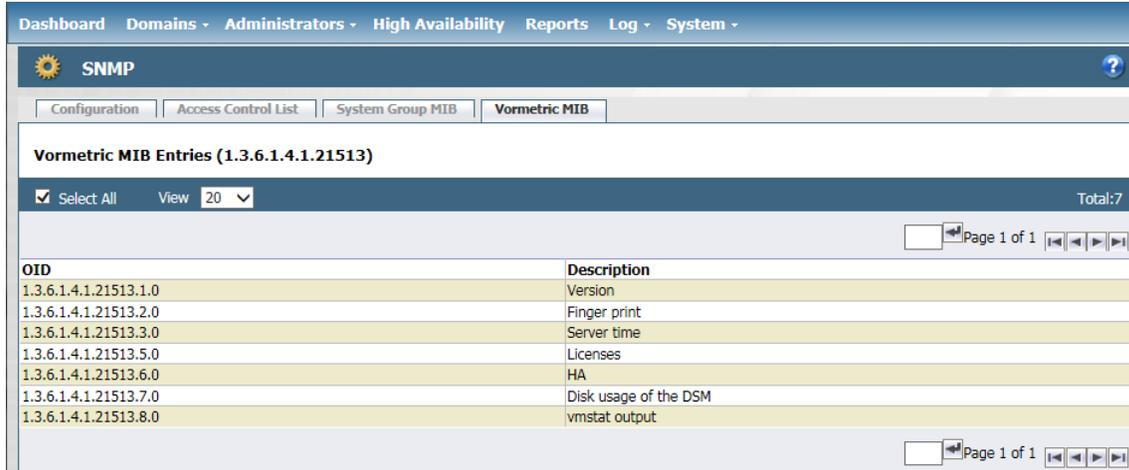 Dashboard Domains Administrators High Availability Reports Log System
SNMP ?
Configuration Access Control List System Group MIB Vormetric MIB
Vormetric MIB Entries (1.3.6.1.4.1.21513)
Select All View 20 Total:7
Page 1 of 1
OID Description
1.3.6.1.4.1.21513.1.0 Version
1.3.6.1.4.1.21513.2.0 Finger print
1.3.6.1.4.1.21513.3.0 Server time
1.3.6.1.4.1.21513.5.0 Licenses
1.3.6.1.4.1.21513.6.0 HA
1.3.6.1.4.1.21513.7.0 Disk usage of the DSM
1.3.6.1.4.1.21513.8.0 vmstat output
Page 1 of 1